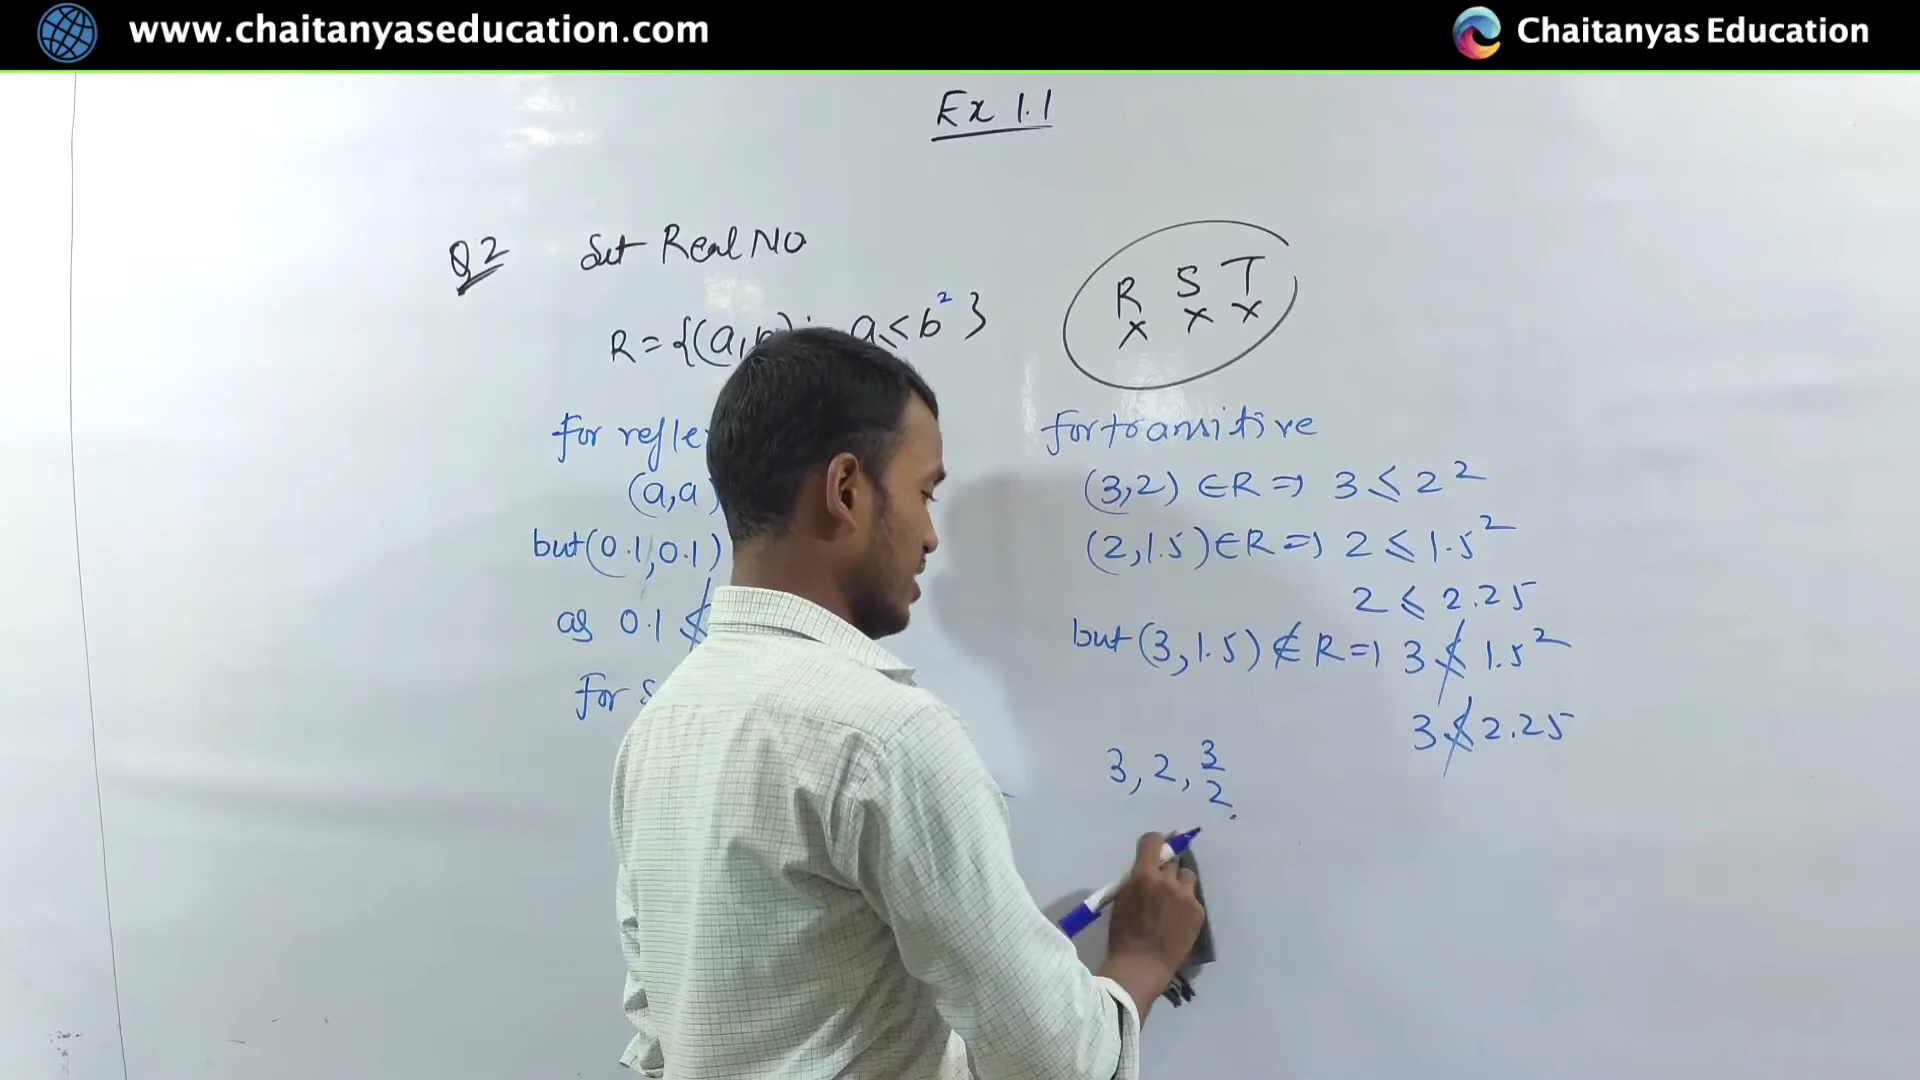 www.chaitanyaseducation.com
Chaitanyas Education
Ex 1.1
Q2 Set Real No
R = {(a,b) : a ≤ b² }
R S T
× × ×
for refle
(a,a)
but (0.1,0.1)
as 0.1 ≰
for S
for transitive
(3,2) ∈ R ⇒ 3 ≤ 2²
(2,1.5) ∈ R ⇒ 2 ≤ 1.5²
2 ≤ 2.25
but (3,1.5) ∉ R ⇒ 3 ≰ 1.5²
3 ≰ 2.25
3, 2, 3/2